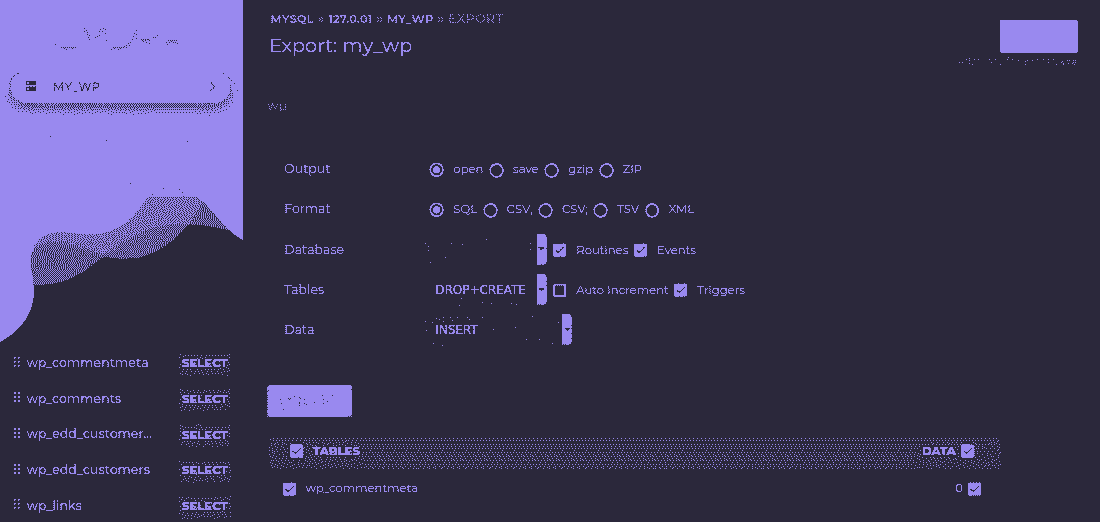 MYSQL » 127.0.0.1 » MY_WP » EXPORT
Export: my_wp
MY_WP
wp
Output open save gzip ZIP
Format SQL CSV, CSV; TSV XML
Database Routines Events
Tables DROP+CREATE Auto Increment Triggers
Data INSERT
wp_commentmeta SELECT
wp_comments SELECT
wp_edd_customer... SELECT
wp_edd_customers SELECT
wp_links SELECT
TABLES DATA
wp_commentmeta 0